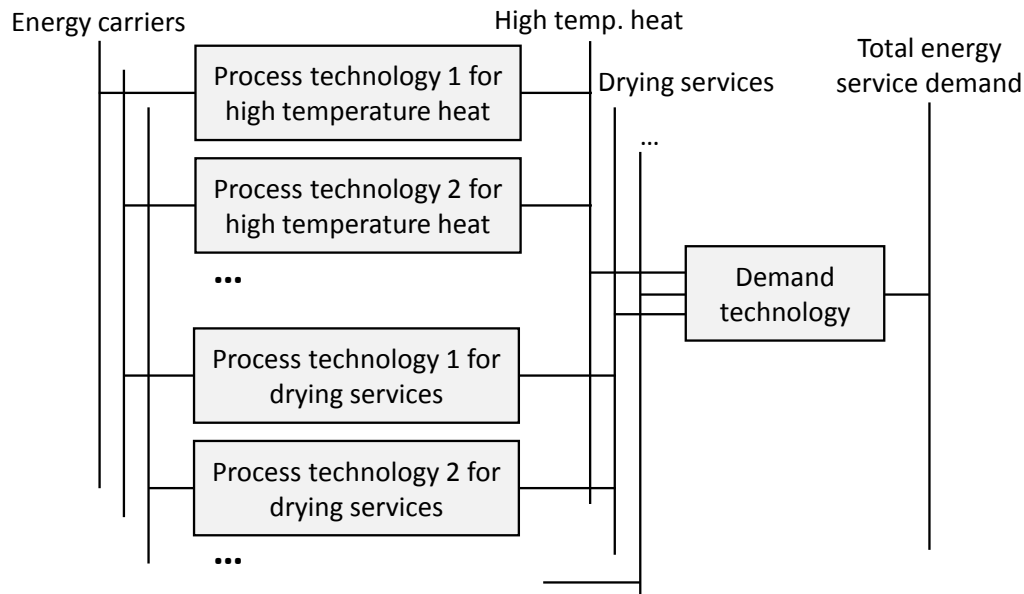 Energy carriers
High temp. heat
Total energy
service demand
Process technology 1 for
high temperature heat
Drying services
...
Process technology 2 for
high temperature heat
...
Demand
technology
Process technology 1 for
drying services
Process technology 2 for
drying services
...